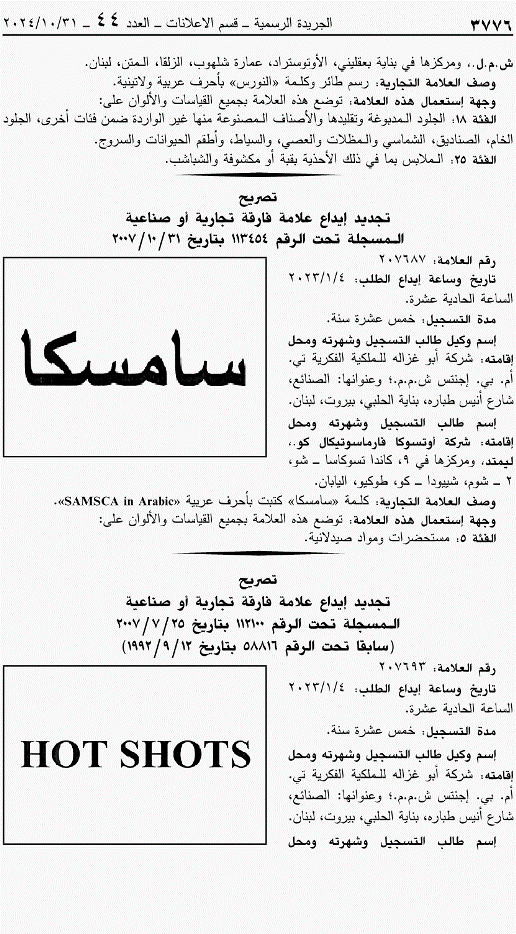 ٣٧٧٦
الجريدة الرسمية ــ قسم الاعلانات ــ العدد ٤٤ ــ ٢٠٢٤/١٠/٣١
ش.م.ل.، ومركزها في بناية بعقليني، الأوتوستراد، عمارة شلهوب، الزلقا، المتن، لبنان.
وصف العلامة التجارية: رسم طائر وكلمة «النورس» بأحرف عربية ولاتينية.
وجهة إستعمال هذه العلامة: توضع هذه العلامة بجميع القياسات والألوان على:
الفئة ١٨: الجلود المدبوغة وتقليدها والأصناف المصنوعة منها غير الواردة ضمن فئات أخرى، الجلود
الخام، الصناديق، الشماسي والمظلات والعصي، والسياط، وأطقم الحيوانات والسروج.
الفئة ٢٥: الملابس بما في ذلك الأحذية بقبة أو مكشوفة والشباشب.
تصريح
تجديد إيداع علامة فارقة تجارية أو صناعية
المسجلة تحت الرقم ١١٣٤٥٤ بتاريخ ٢٠٠٧/١٠/٣١
رقم العلامة: ٢٠٧٦٨٧
تاريخ وساعة إيداع الطلب: ٢٠٢٣/١/٤
الساعة الحادية عشرة.
مدة التسجيل: خمس عشرة سنة.
إسم وكيل طالب التسجيل وشهرته ومحل
إقامته: شركة أبو غزاله للملكية الفكرية تي.
أم. بي. إجنتس ش.م.م.؛ وعنوانها: الصنائع،
شارع أنيس طباره، بناية الحلبي، بيروت، لبنان.
إسم طالب التسجيل وشهرته ومحل
إقامته: شركة أوتسوكا فارماسوتيكال كو.،
ليمتد، ومركزها في ٩، كاندا تسوكاسا ــ شو،
٢ ــ شوم، شييودا ــ كو، طوكيو، اليابان.
سامسكا
وصف العلامة التجارية: كلمة «سامسكا» كتبت بأحرف عربية «SAMSCA in Arabic».
وجهة إستعمال هذه العلامة: توضع هذه العلامة بجميع القياسات والألوان على:
الفئة ٥: مستحضرات ومواد صيدلانية.
تصريح
تجديد إيداع علامة فارقة تجارية أو صناعية
المسجلة تحت الرقم ١١٢١٠٠ بتاريخ ٢٠٠٧/٧/٢٥
(سابقا تحت الرقم ٥٨٨١٦ بتاريخ ١٩٩٢/٩/١٢)
رقم العلامة: ٢٠٧٦٩٣
تاريخ وساعة إيداع الطلب: ٢٠٢٣/١/٤
الساعة الحادية عشرة.
مدة التسجيل: خمس عشرة سنة.
إسم وكيل طالب التسجيل وشهرته ومحل
إقامته: شركة أبو غزاله للملكية الفكرية تي.
أم. بي. إجنتس ش.م.م.؛ وعنوانها: الصنائع،
شارع أنيس طباره، بناية الحلبي، بيروت، لبنان.
إسم طالب التسجيل وشهرته ومحل
HOT SHOTS